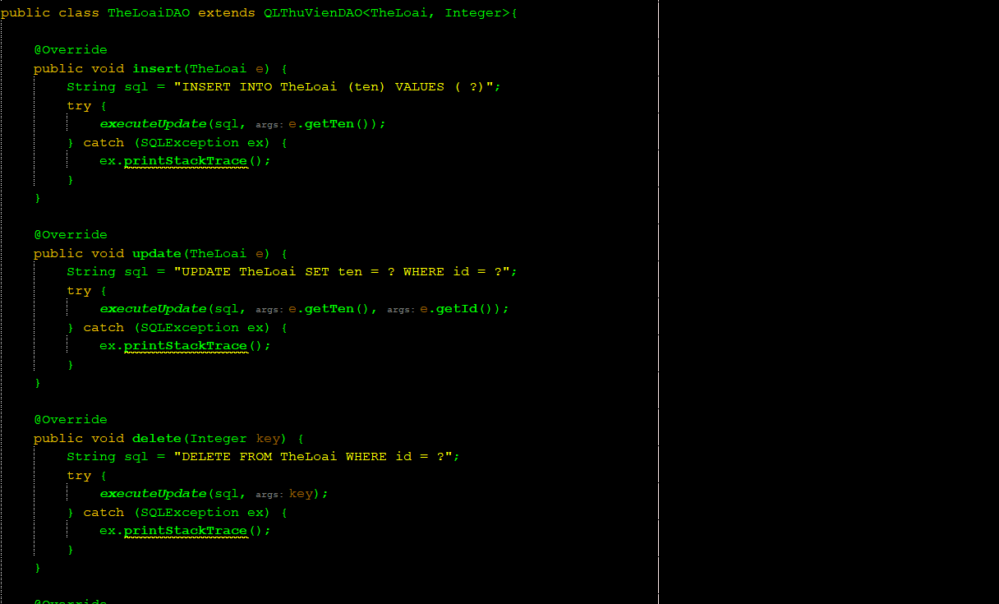 public class TheLoaiDAO extends QLThuVienDAO<TheLoai, Integer>{
@Override
public void insert(TheLoai e) {
String sql = "INSERT INTO TheLoai (ten) VALUES ( ?)";
try {
executeUpdate(sql, args: e.getTen());
} catch (SQLException ex) {
ex.printStackTrace();
}
}
@Override
public void update(TheLoai e) {
String sql = "UPDATE TheLoai SET ten = ? WHERE id = ?";
try {
executeUpdate(sql, args: e.getTen(), args: e.getId());
} catch (SQLException ex) {
ex.printStackTrace();
}
}
@Override
public void delete(Integer key) {
String sql = "DELETE FROM TheLoai WHERE id = ?";
try {
executeUpdate(sql, args: key);
} catch (SQLException ex) {
ex.printStackTrace();
}
}
@Override